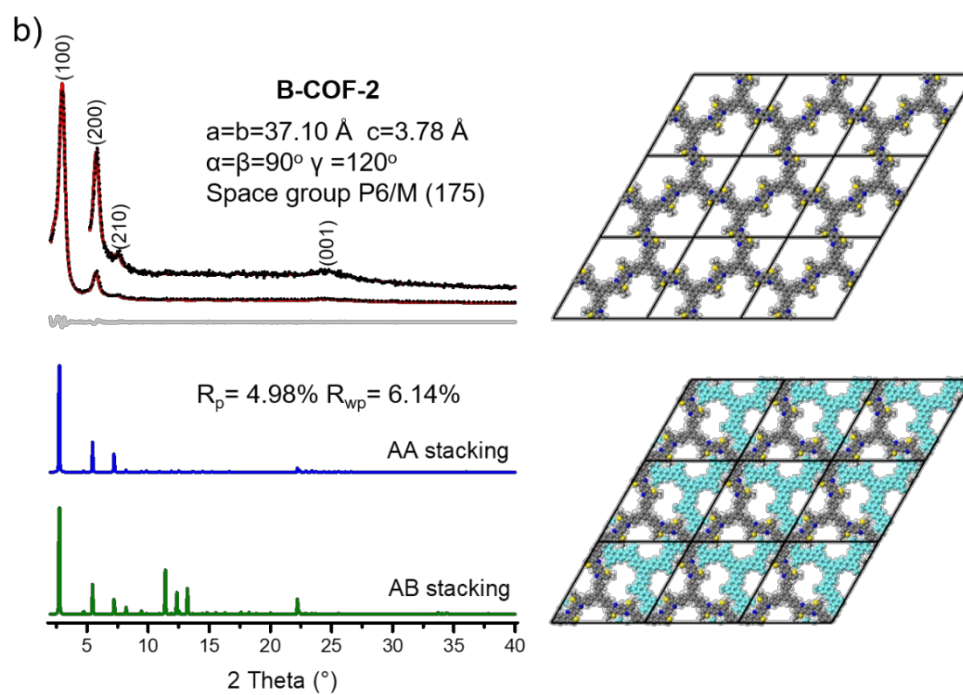 b)
(100)
(200)
(210)
(001)
B-COF-2
a=b=37.10 Å c=3.78 Å
α=β=90° γ =120°
Space group P6/M (175)
Rp= 4.98% Rwp= 6.14%
AA stacking
AB stacking
5 10 15 20 25 30 35 40
2 Theta (°)